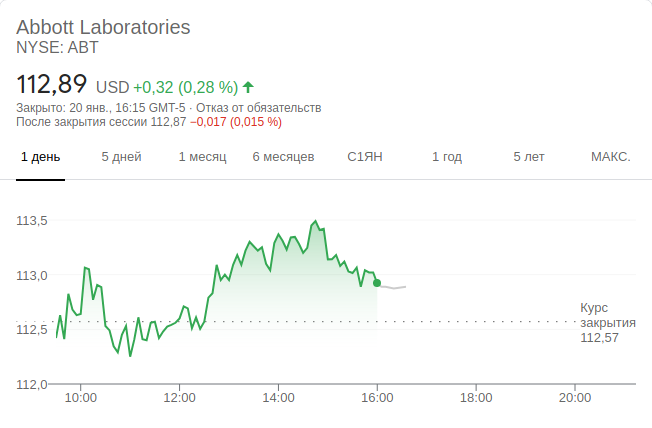 Abbott Laboratories
NYSE: ABT
112,89 USD +0,32 (0,28 %)
Закрыто: 20 янв., 16:15 GMT-5 · Отказ от обязательств
После закрытия сессии 112,87 −0,017 (0,015 %)
1 день 5 дней 1 месяц 6 месяцев С1ЯН 1 год 5 лет МАКС.
113,5
113,0
Курс
закрытия
112,57
112,5
112,0
10:00 12:00 14:00 16:00 18:00 20:00